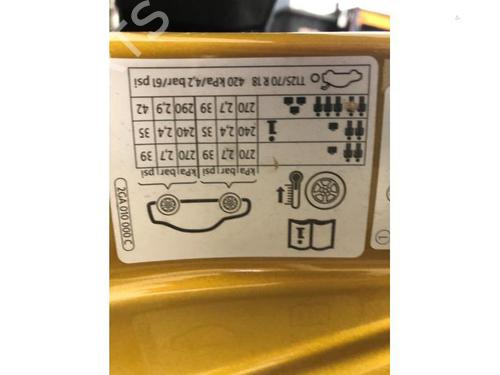 2GA 010 000 C
kPa bar psi kPa bar psi
270 2,7 39 270 2,7 39
240 2,4 35 240 2,4 35
270 2,7 39 290 2,9 42
T125/70 R 18 420 kPa/4,2 bar/61 psi